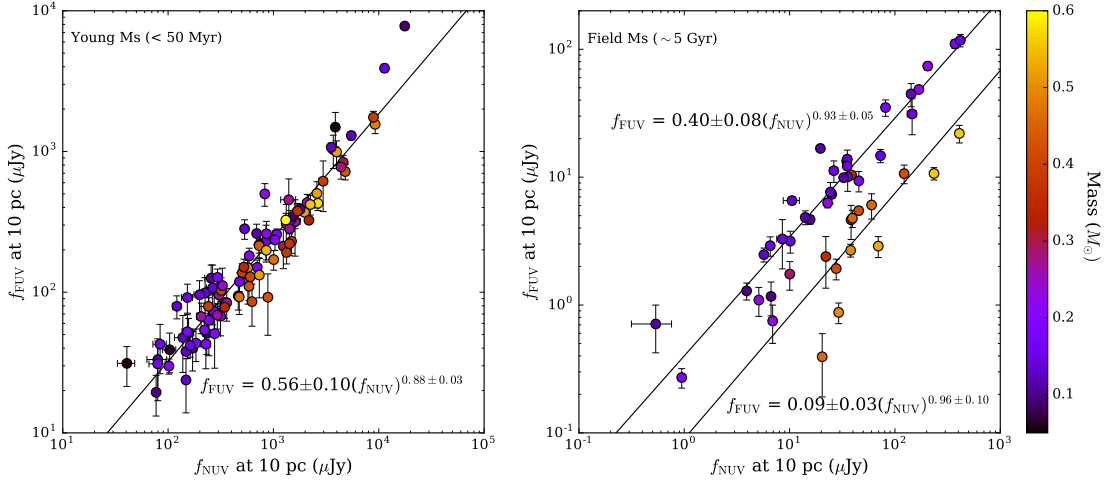 Young Ms (< 50 Myr)
f_FUV = 0.56±0.10(f_NUV)^0.88±0.03
f_FUV at 10 pc (μJy)
10^4
10^3
10^2
10^1
10^1 10^2 10^3 10^4 10^5
f_NUV at 10 pc (μJy)
Field Ms (~5 Gyr)
f_FUV = 0.40±0.08(f_NUV)^0.93±0.05
f_FUV = 0.09±0.03(f_NUV)^0.96±0.10
f_FUV at 10 pc (μJy)
10^2
10^1
10^0
10^-1
10^-1 10^0 10^1 10^2 10^3
f_NUV at 10 pc (μJy)
0.6
0.5
0.4
0.3
0.2
0.1
Mass (M☉)